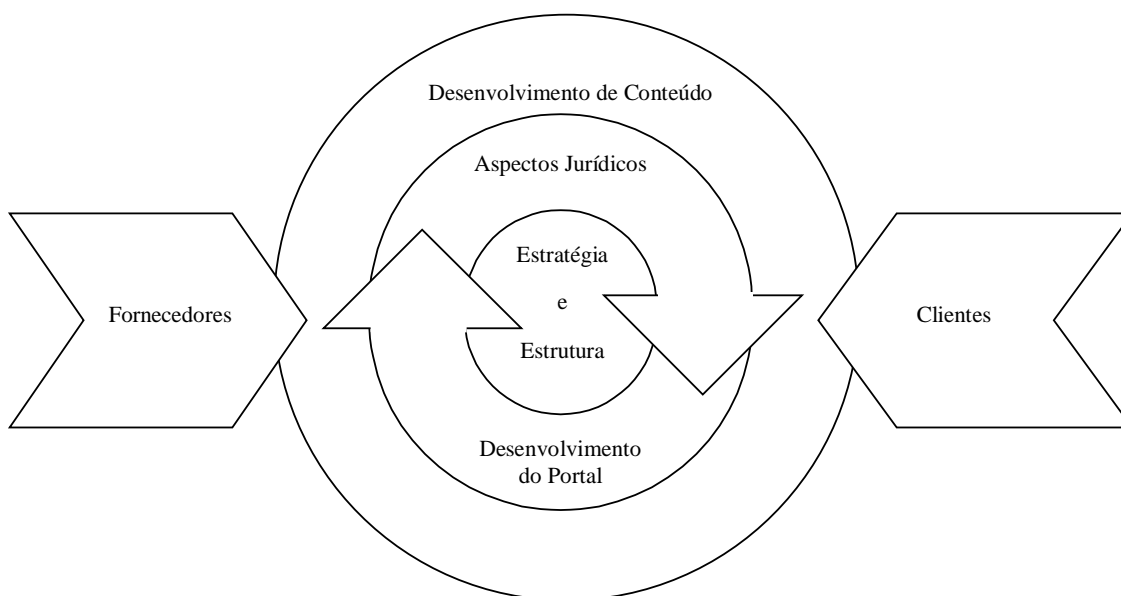 Desenvolvimento de Conteúdo
Aspectos Jurídicos
Estratégia
e
Estrutura
Fornecedores
Clientes
Desenvolvimento
do Portal